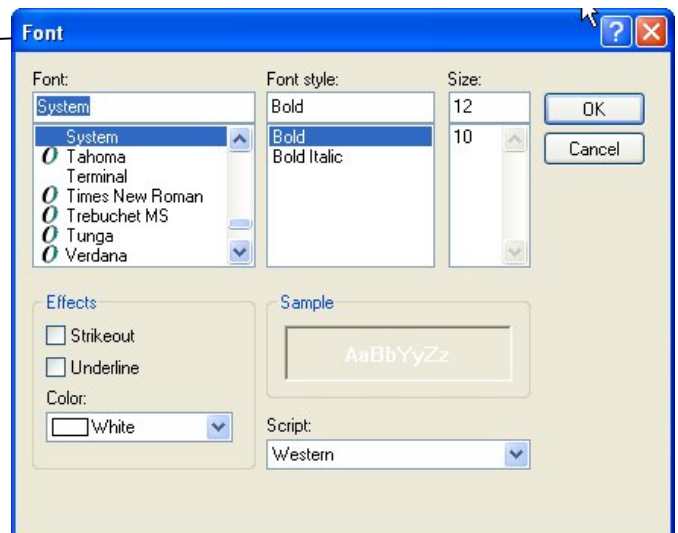 Font
Font:
Font style:
Size:
System
Bold
12
OK
System
Bold
10
Cancel
Tahoma
Bold Italic
Terminal
Times New Roman
Trebuchet MS
Tunga
Verdana
Effects
Sample
Strikeout
AaBbYyZz
Underline
Color:
White
Script:
Western